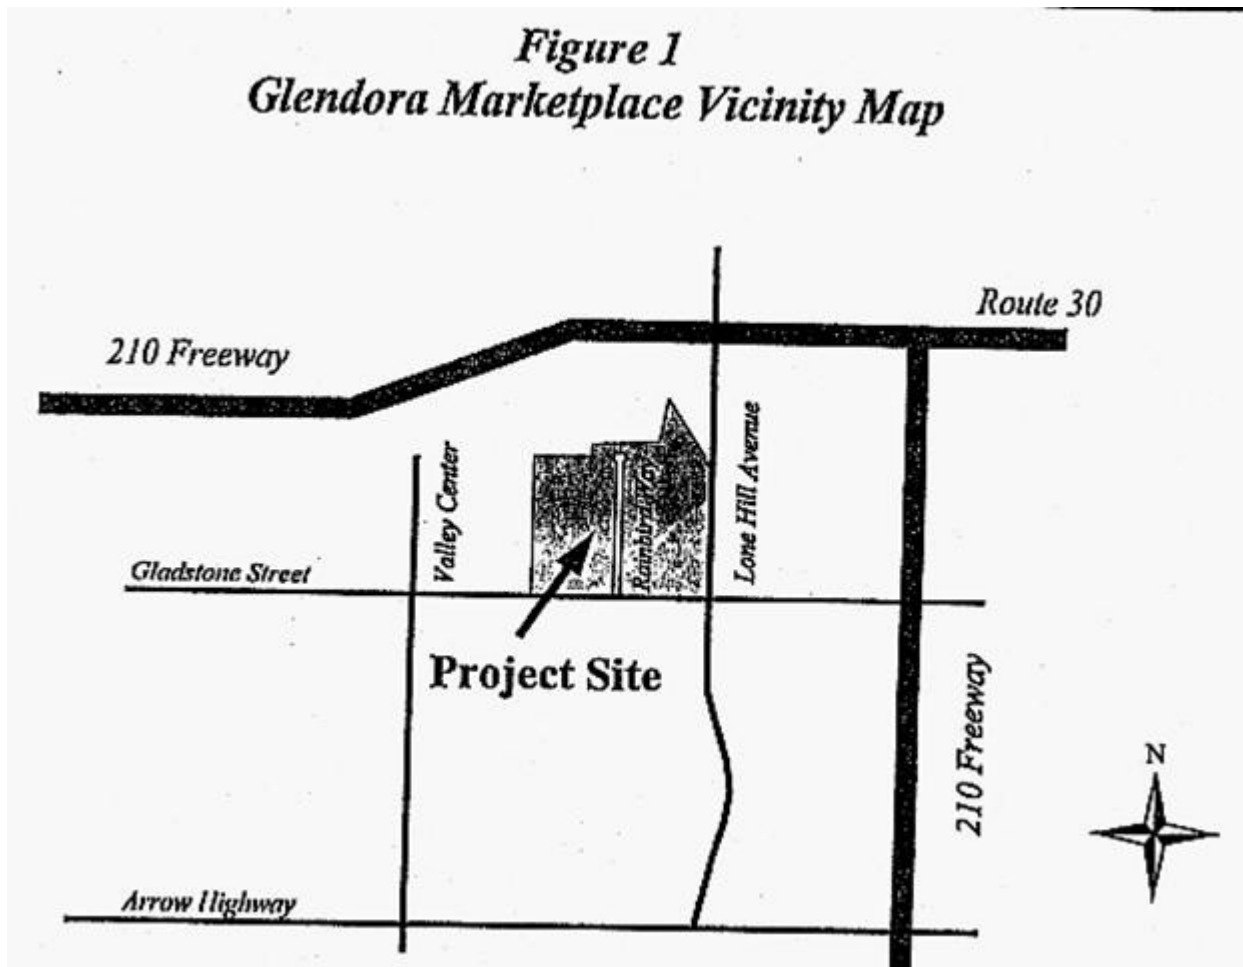 Figure 1
Glendora Marketplace Vicinity Map
Route 30
210 Freeway
Valley Center
Rainbird Way
Lone Hill Avenue
Gladstone Street
Project Site
210 Freeway
N
Arrow Highway